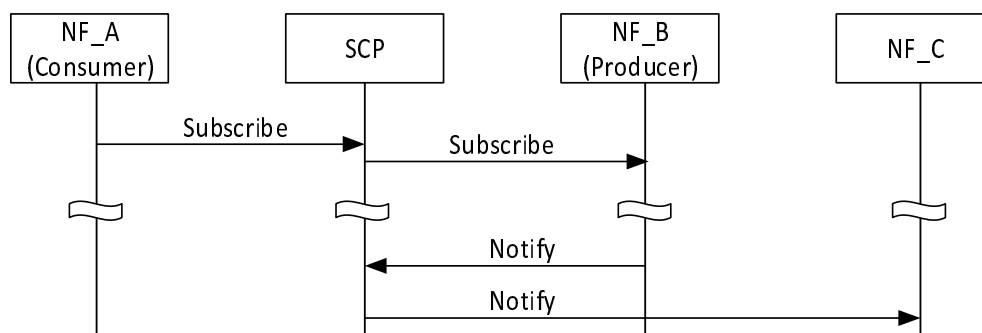 NF_A
(Consumer)
SCP
NF_B
(Producer)
NF_C
Subscribe
Subscribe
Notify
Notify